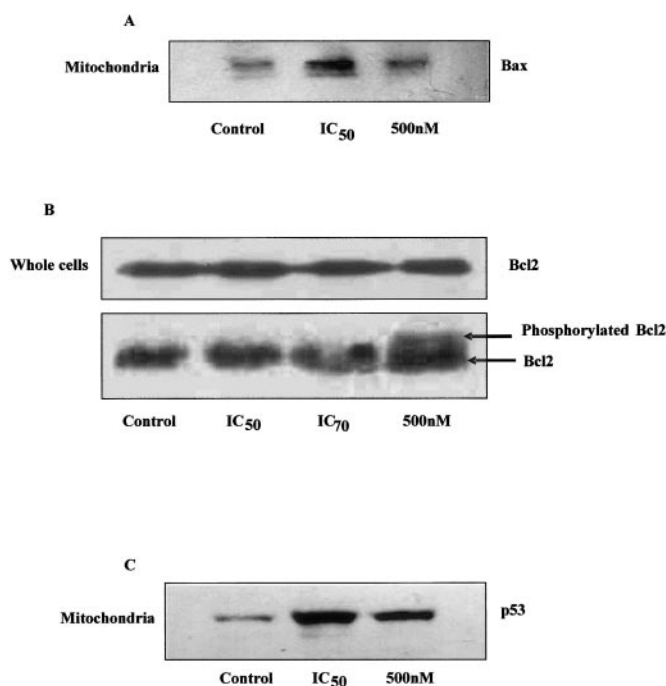 A
Mitochondria Bax
Control IC50 500nM
B
Whole cells Bcl2
Phosphorylated Bcl2
Bcl2
Control IC50 IC70 500nM
C
Mitochondria p53
Control IC50 500nM